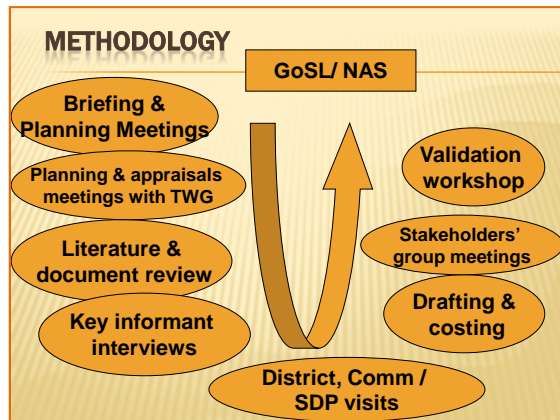 METHODOLOGY
GoSL/ NAS
Briefing &
Planning Meetings
Planning & appraisals
meetings with TWG
Literature &
document review
Key informant
interviews
District, Comm /
SDP visits
Drafting &
costing
Stakeholders'
group meetings
Validation
workshop